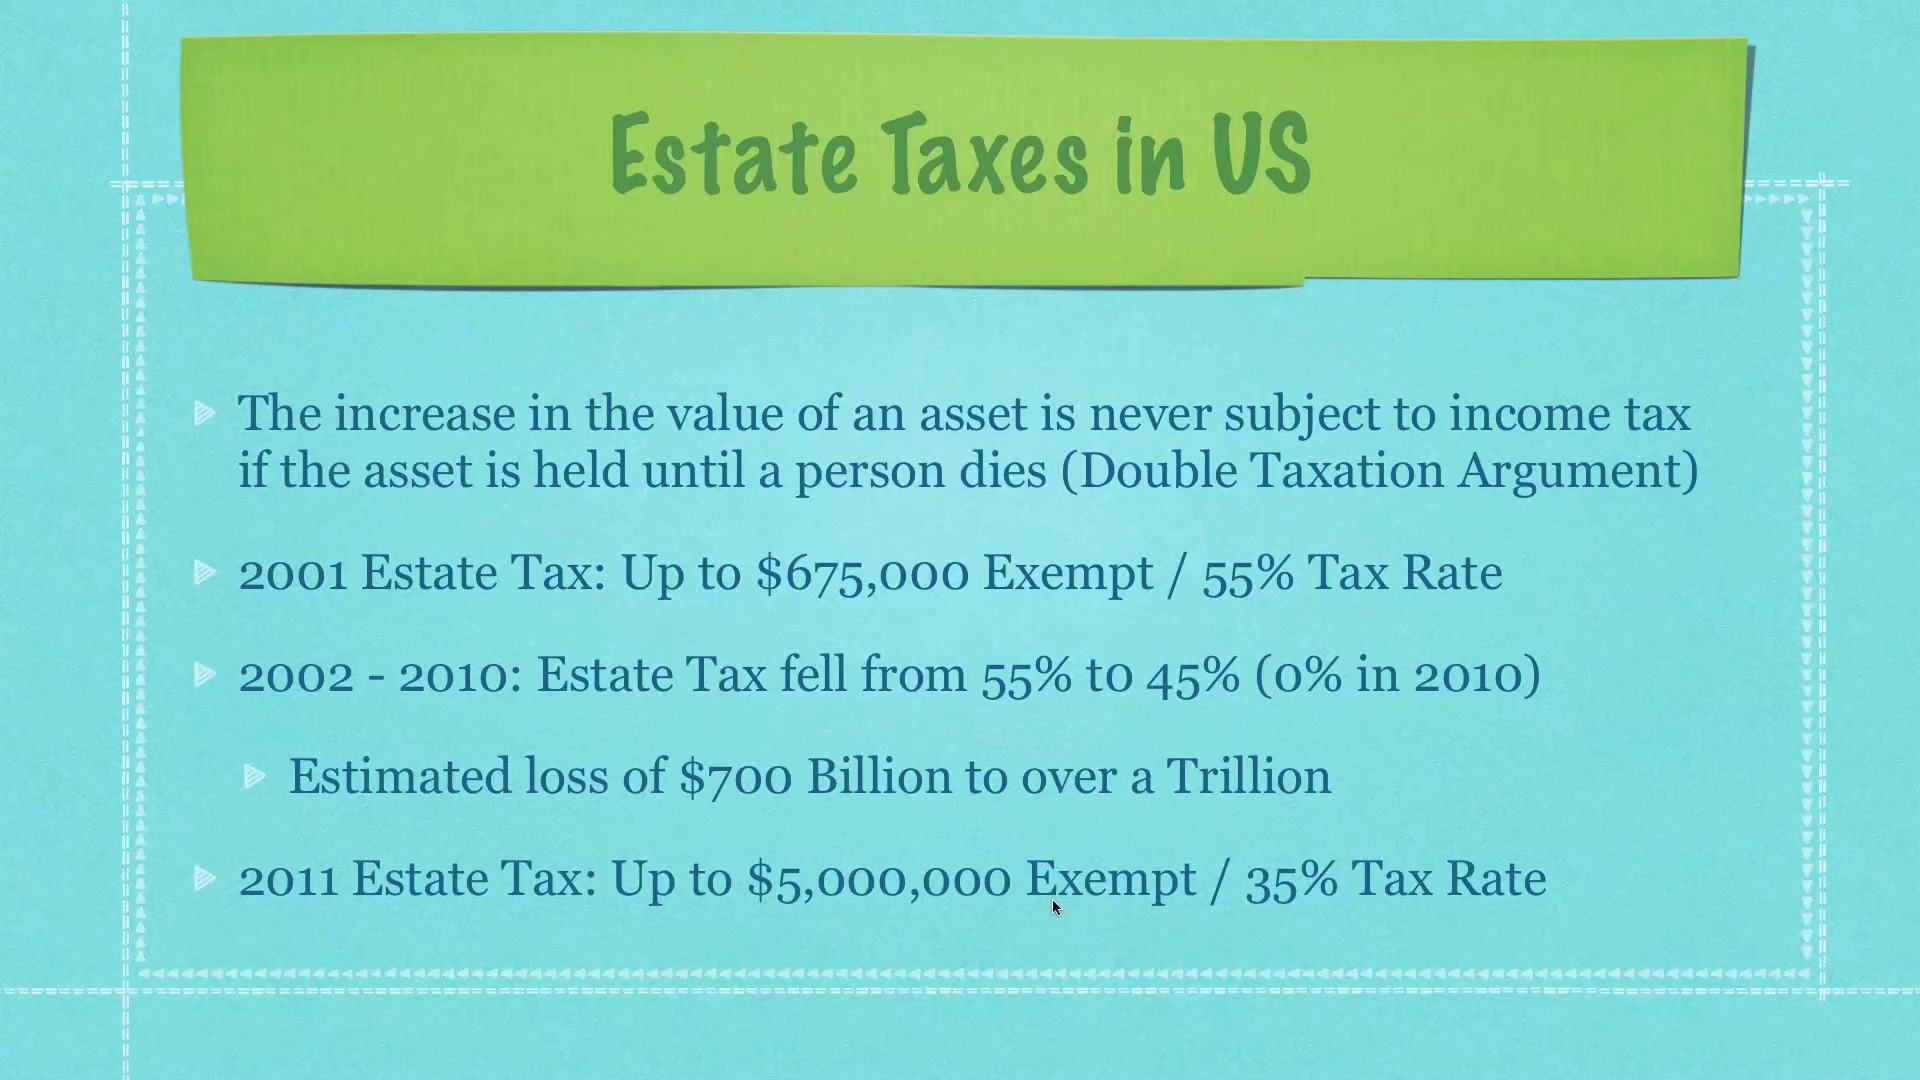 Estate Taxes in US
The increase in the value of an asset is never subject to income tax
if the asset is held until a person dies (Double Taxation Argument)
2001 Estate Tax: Up to $675,000 Exempt / 55% Tax Rate
2002 - 2010: Estate Tax fell from 55% to 45% (0% in 2010)
Estimated loss of $700 Billion to over a Trillion
2011 Estate Tax: Up to $5,000,000 Exempt / 35% Tax Rate